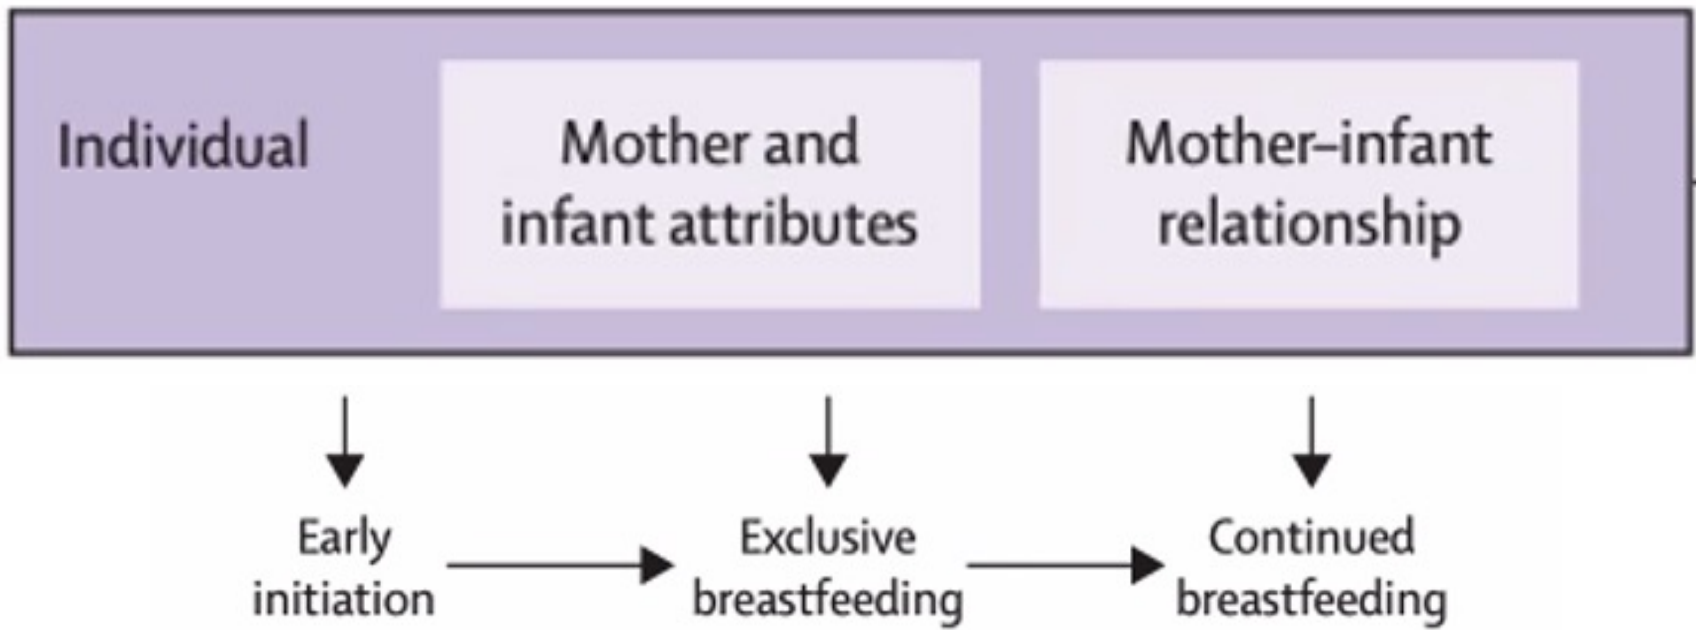 Individual
Mother and
infant attributes
Mother–infant
relationship
Early
initiation
Exclusive
breastfeeding
Continued
breastfeeding